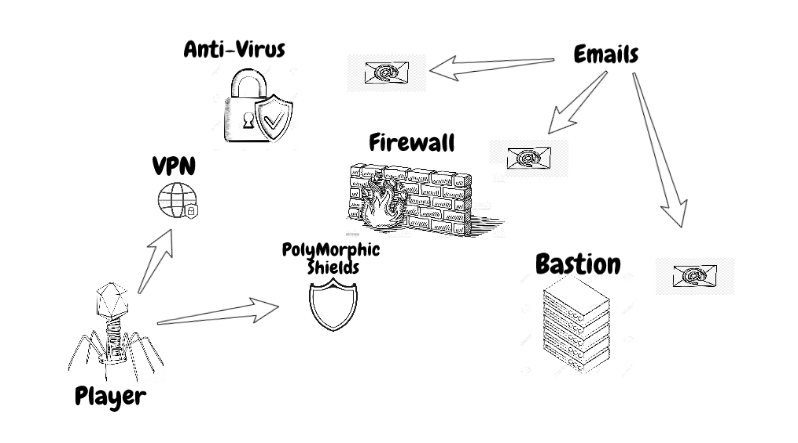 Anti-Virus
Emails
Firewall
VPN
PolyMorphic
Shields
Bastion
Player